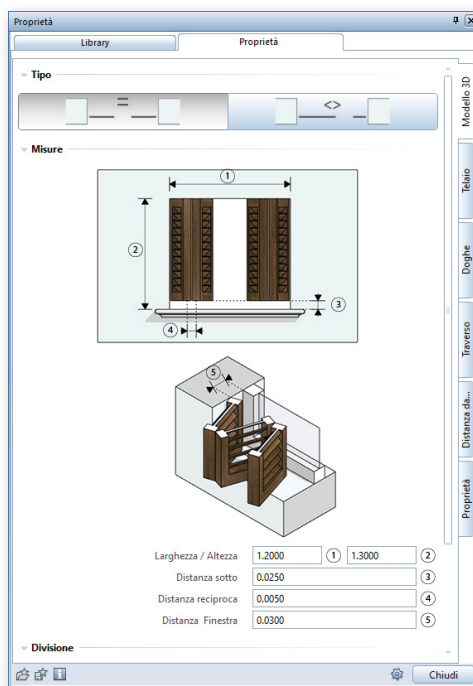 Proprietà
Library
Proprietà
Tipo
=
<>
Misure
1
2
3
4
5
Larghezza / Altezza 1.2000 1 1.3000 2
Distanza sotto 0.0250 3
Distanza reciproca 0.0050 4
Distanza Finestra 0.0300 5
Divisione
Modello 3D
Telaio
Doghe
Traverso
Distanza da...
Proprietà
Chiudi